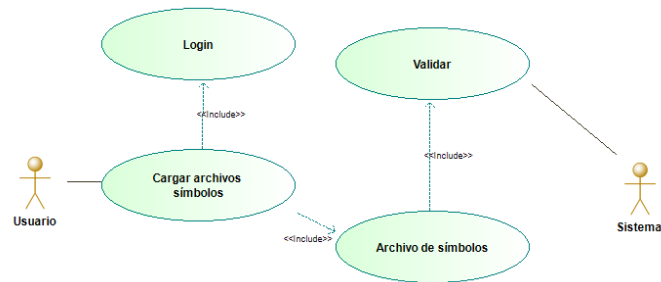 Login
Validar
<<Include>>
<<Include>>
Cargar archivos
símbolos
Usuario
Sistema
<<Include>>
Archivo de símbolos